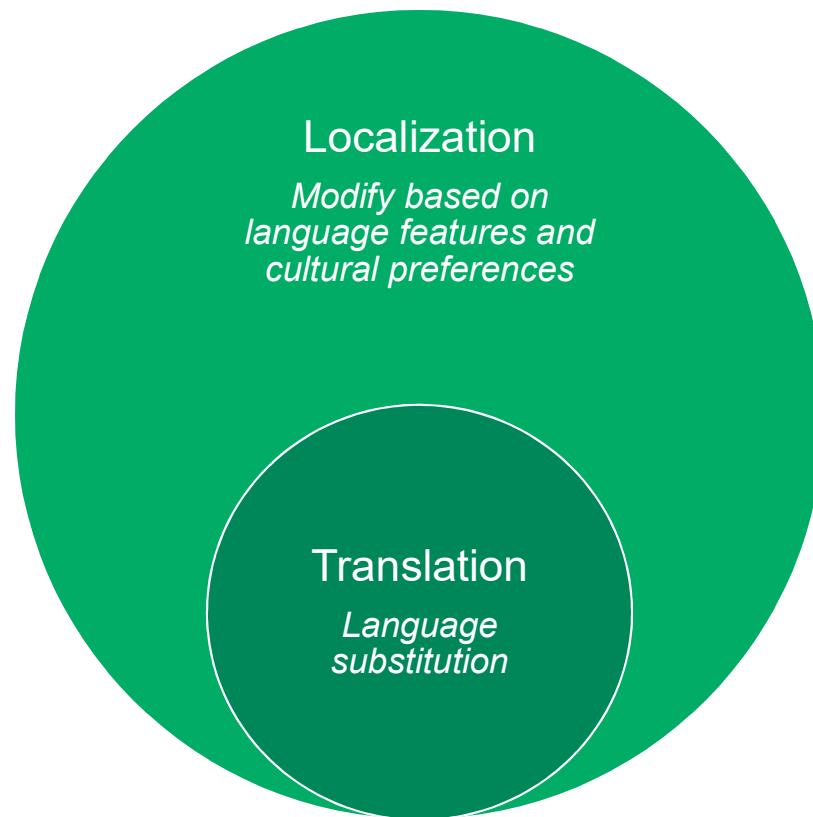 Localization
Modify based on
language features and
cultural preferences
Translation
Language
substitution